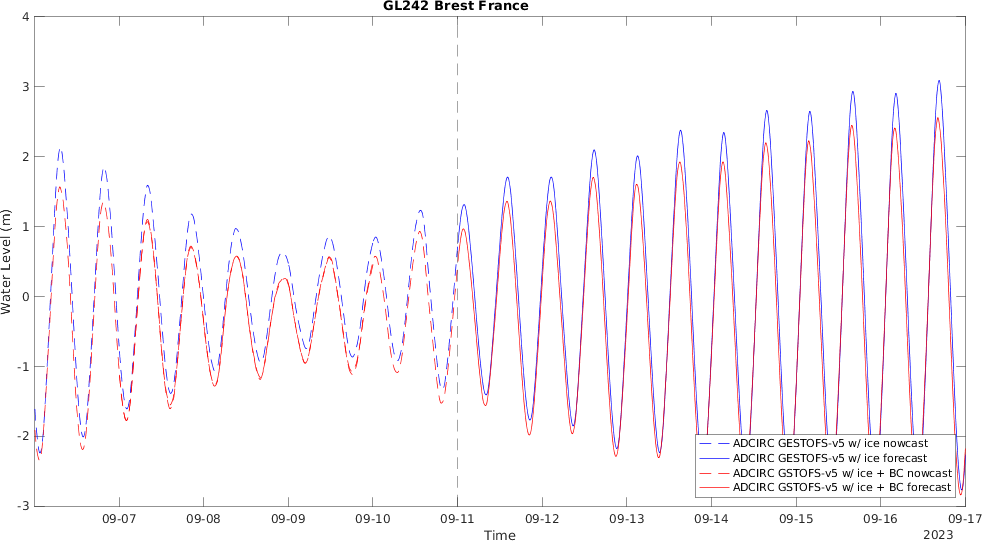 GL242 Brest France
4
3
2
1
0
-1
-2
-3
Water Level (m)
ADCIRC GESTOFS-v5 w/ ice nowcast
ADCIRC GESTOFS-v5 w/ ice forecast
ADCIRC GSTOFS-v5 w/ ice + BC nowcast
ADCIRC GSTOFS-v5 w/ ice + BC forecast
09-07 09-08 09-09 09-10 09-11 09-12 09-13 09-14 09-15 09-16 09-17
Time
2023